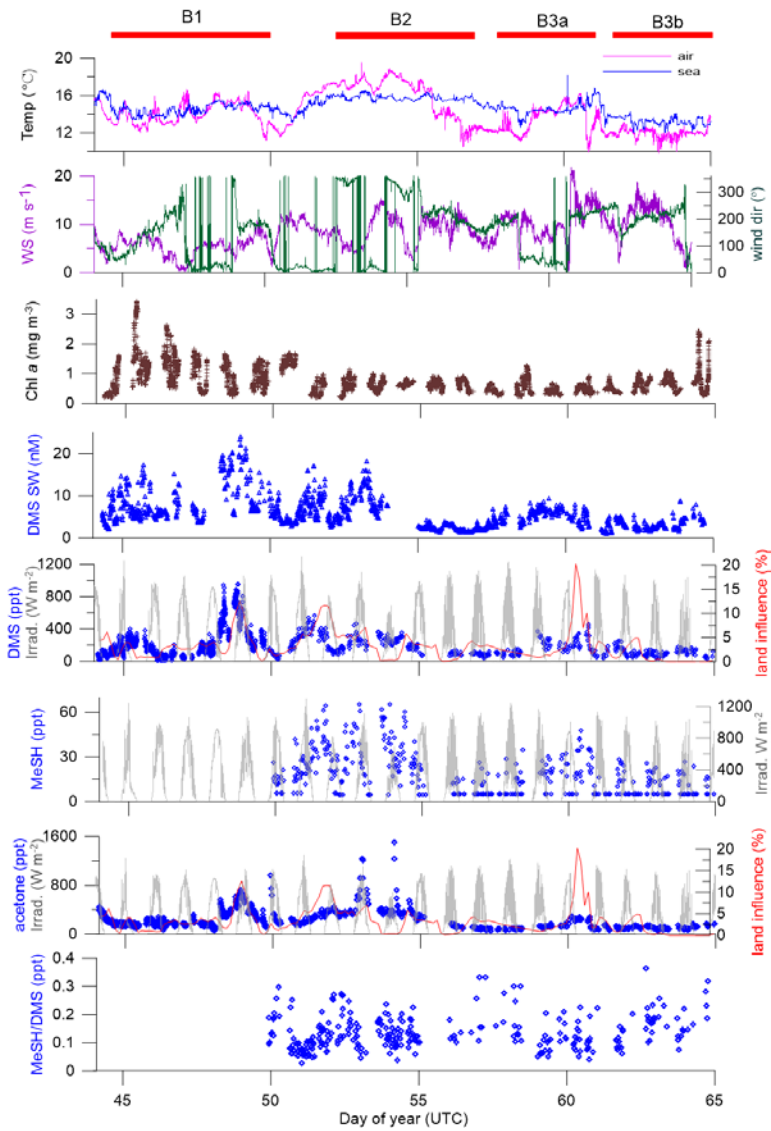 B1 B2 B3a B3b
20
16
12
Temp (°C)
air
sea
20
10
0
WS (m s⁻¹)
300
200
100
0
wind dir (°)
3
2
1
0
Chl a (mg m⁻³)
20
10
0
DMS SW (nM)
1200
800
400
0
DMS (ppt)
Irrad. (W m⁻²)
20
15
10
5
0
land influence (%)
60
30
0
MeSH (ppt)
1200
800
400
0
Irrad. W m⁻²
1600
800
0
acetone (ppt)
Irrad. (W m⁻²)
20
15
10
5
0
land influence (%)
0.4
0.3
0.2
0.1
0
MeSH/DMS (ppt)
45 50 55 60 65
Day of year (UTC)